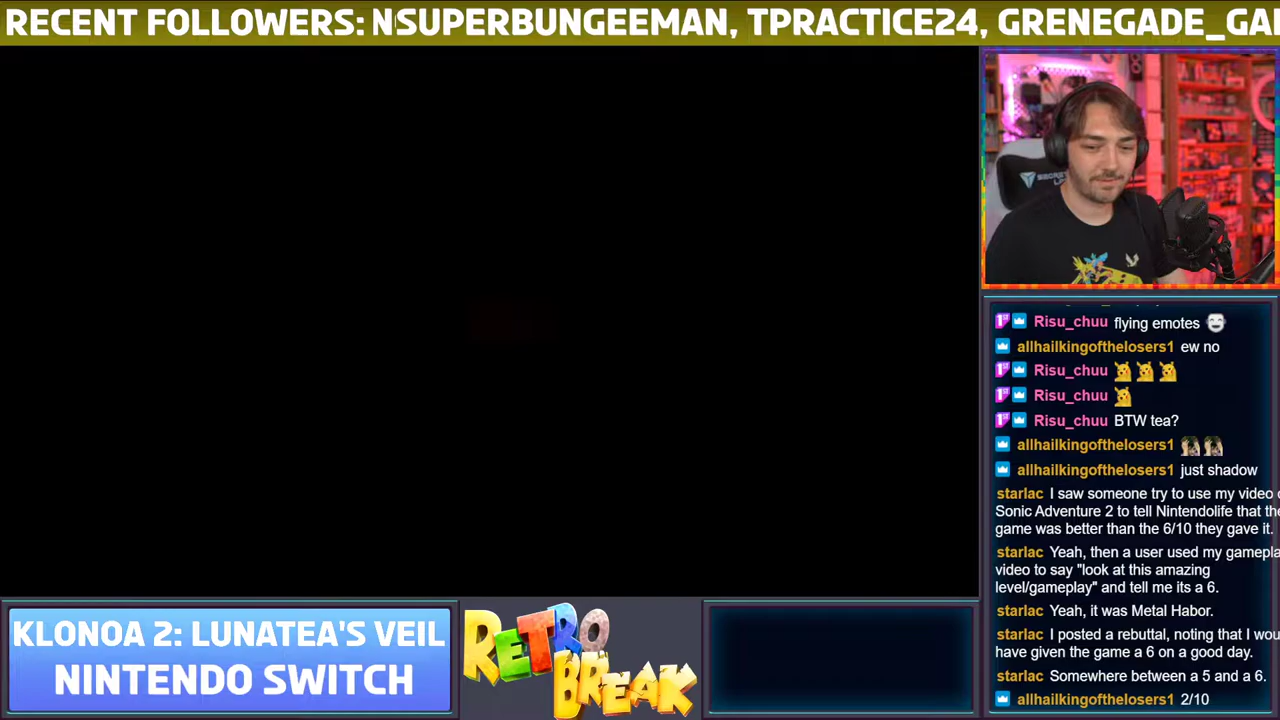 RECENT FOLLOWERS: NSUPERBUNGEEMAN, TPRACTICE24, GRENEGADE_GA
SECRET
Risu_chuu flying emotes
allhailkingofthelosers1 ew no
Risu_chuu
Risu_chuu
Risu_chuu BTW tea?
allhailkingofthelosers1
allhailkingofthelosers1 just shadow
starlac I saw someone try to use my video
Sonic Adventure 2 to tell Nintendolife that the
game was better than the 6/10 they gave it.
starlac Yeah, then a user used my gamepla
video to say "look at this amazing
level/gameplay" and tell me its a 6.
starlac Yeah, it was Metal Habor.
starlac I posted a rebuttal, noting that I wou
have given the game a 6 on a good day.
starlac Somewhere between a 5 and a 6.
allhailkingofthelosers1 2/10
KLONOA 2: LUNATEA'S VEIL
NINTENDO SWITCH
RETRO
BREAK